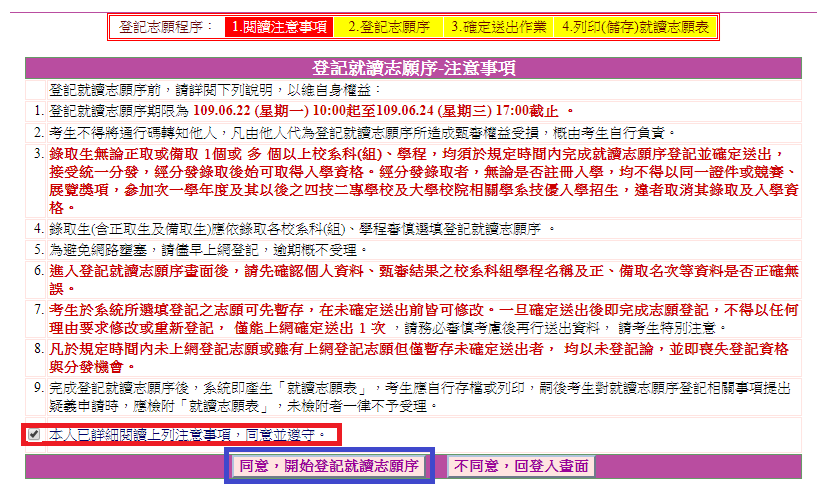 登記志願程序： 1.閱讀注意事項 2.登記志願序 3.確定送出作業 4.列印(儲存)就讀志願表
登記就讀志願序-注意事項
登記就讀志願序前，請詳閱下列說明，以維自身權益：
1. 登記就讀志願序期限為 109.06.22 (星期一) 10:00起至109.06.24 (星期三) 17:00截止 。
2. 考生不得將通行碼轉知他人，凡由他人代為登記就讀志願序所造成甄審權益受損，概由考生自行負責。
3. 錄取生無論正取或備取 1個或 多 個以上校系科(組)、學程，均須於規定時間內完成就讀志願序登記並確定送出，
接受統一分發，經分發錄取後始可取得入學資格。經分發錄取者，無論是否註冊入學，均不得以同一證件或競賽、
展覽獎項，參加次一學年度及其以後之四技二專學校及大學校院相關學系技優入學招生，違者取消其錄取及入學資
格。
4. 錄取生(含正取生及備取生)應依錄取各校系科(組)、學程審慎選填登記就讀志願序 。
5. 為避免網路壅塞，請儘早上網登記，逾期概不受理。
6. 進入登記就讀志願序畫面後，請先確認個人資料、甄審結果之校系科組學程名稱及正、備取名次等資料是否正確無
誤。
7. 考生於系統所選填登記之志願可先暫存，在未確定送出前皆可修改。一旦確定送出後即完成志願登記，不得以任何
理由要求修改或重新登記， 僅能上網確定送出 1 次 ，請務必審慎考慮後再行送出資料， 請考生特別注意。
8. 凡於規定時間內未上網登記志願或雖有上網登記志願但僅暫存未確定送出者， 均以未登記論，並即喪失登記資格
與分發機會。
9. 完成登記就讀志願序後，系統即產生「就讀志願表」，考生應自行存檔或列印，嗣後考生對就讀志願序登記相關事項提出
疑義申請時，應檢附「就讀志願表」，未檢附者一律不予受理。
本人已詳細閱讀上列注意事項，同意並遵守。
同意，開始登記就讀志願序 不同意，回登入畫面